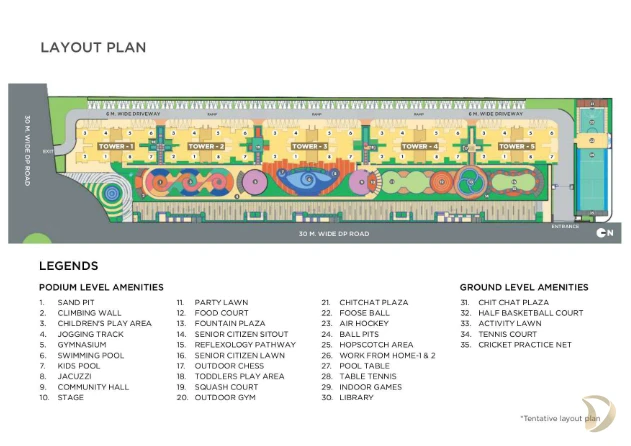 LAYOUT PLAN
30 M. WIDE DP ROAD
6 M. WIDE DRIVEWAY
RAMP
RAMP
RAMP
6 M. WIDE DRIVEWAY
EXIT
TOWER - 1
TOWER - 2
TOWER - 3
TOWER - 4
TOWER - 5
ENTRANCE
30 M. WIDE DP ROAD
N
LEGENDS
PODIUM LEVEL AMENITIES
1. SAND PIT
2. CLIMBING WALL
3. CHILDREN'S PLAY AREA
4. JOGGING TRACK
5. GYMNASIUM
6. SWIMMING POOL
7. KIDS POOL
8. JACUZZI
9. COMMUNITY HALL
10. STAGE
11. PARTY LAWN
12. FOOD COURT
13. FOUNTAIN PLAZA
14. SENIOR CITIZEN SITOUT
15. REFLEXOLOGY PATHWAY
16. SENIOR CITIZEN LAWN
17. OUTDOOR CHESS
18. TODDLERS PLAY AREA
19. SQUASH COURT
20. OUTDOOR GYM
21. CHITCHAT PLAZA
22. FOOSE BALL
23. AIR HOCKEY
24. BALL PITS
25. HOPSCOTCH AREA
26. WORK FROM HOME-1 & 2
27. POOL TABLE
28. TABLE TENNIS
29. INDOOR GAMES
30. LIBRARY
GROUND LEVEL AMENITIES
31. CHIT CHAT PLAZA
32. HALF BASKETBALL COURT
33. ACTIVITY LAWN
34. TENNIS COURT
35. CRICKET PRACTICE NET
*Tentative layout plan